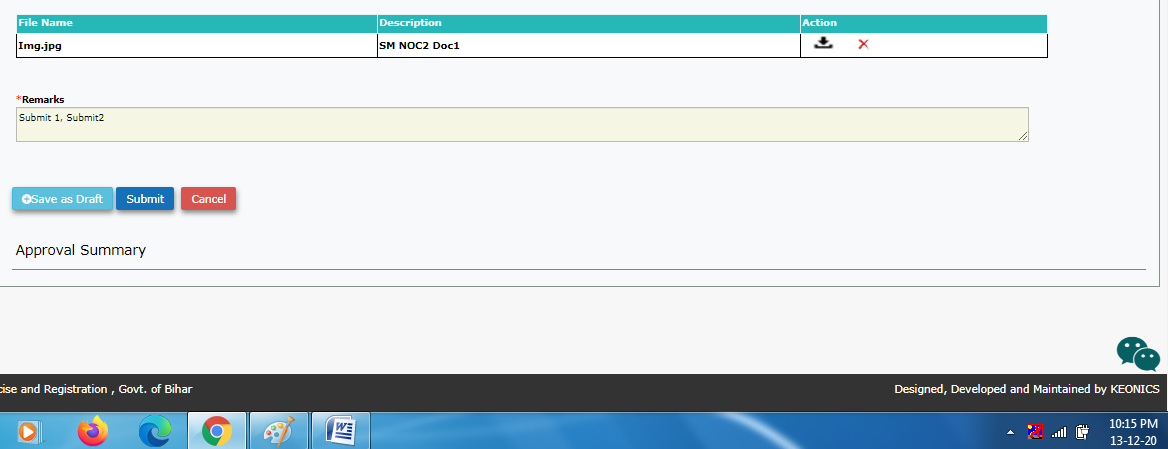 File Name Description Action
Img.jpg SM NOC2 Doc1
*Remarks
Submit 1, Submit2
Save as Draft Submit Cancel
Approval Summary
cise and Registration , Govt. of Bihar Designed, Developed and Maintained by KEONICS
10:15 PM
13-12-20